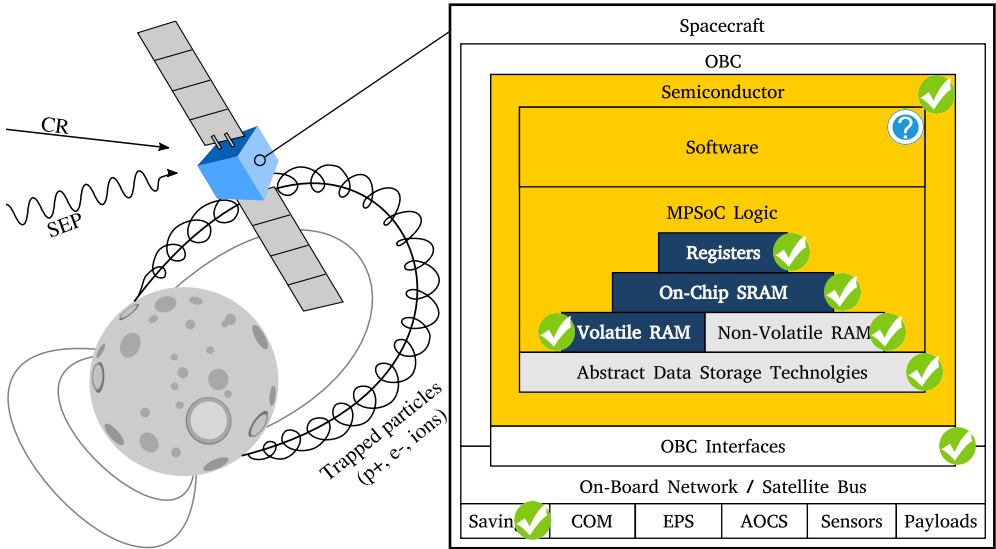 CR
SEP
Trapped particles
(p+, e-, ions)
Spacecraft
OBC
Semiconductor
?
Software
MPSoC Logic
Registers
On-Chip SRAM
Volatile RAM
Non-Volatile RAM
Abstract Data Storage Technolgies
OBC Interfaces
On-Board Network / Satellite Bus
COM
EPS
AOCS
Sensors
Payloads